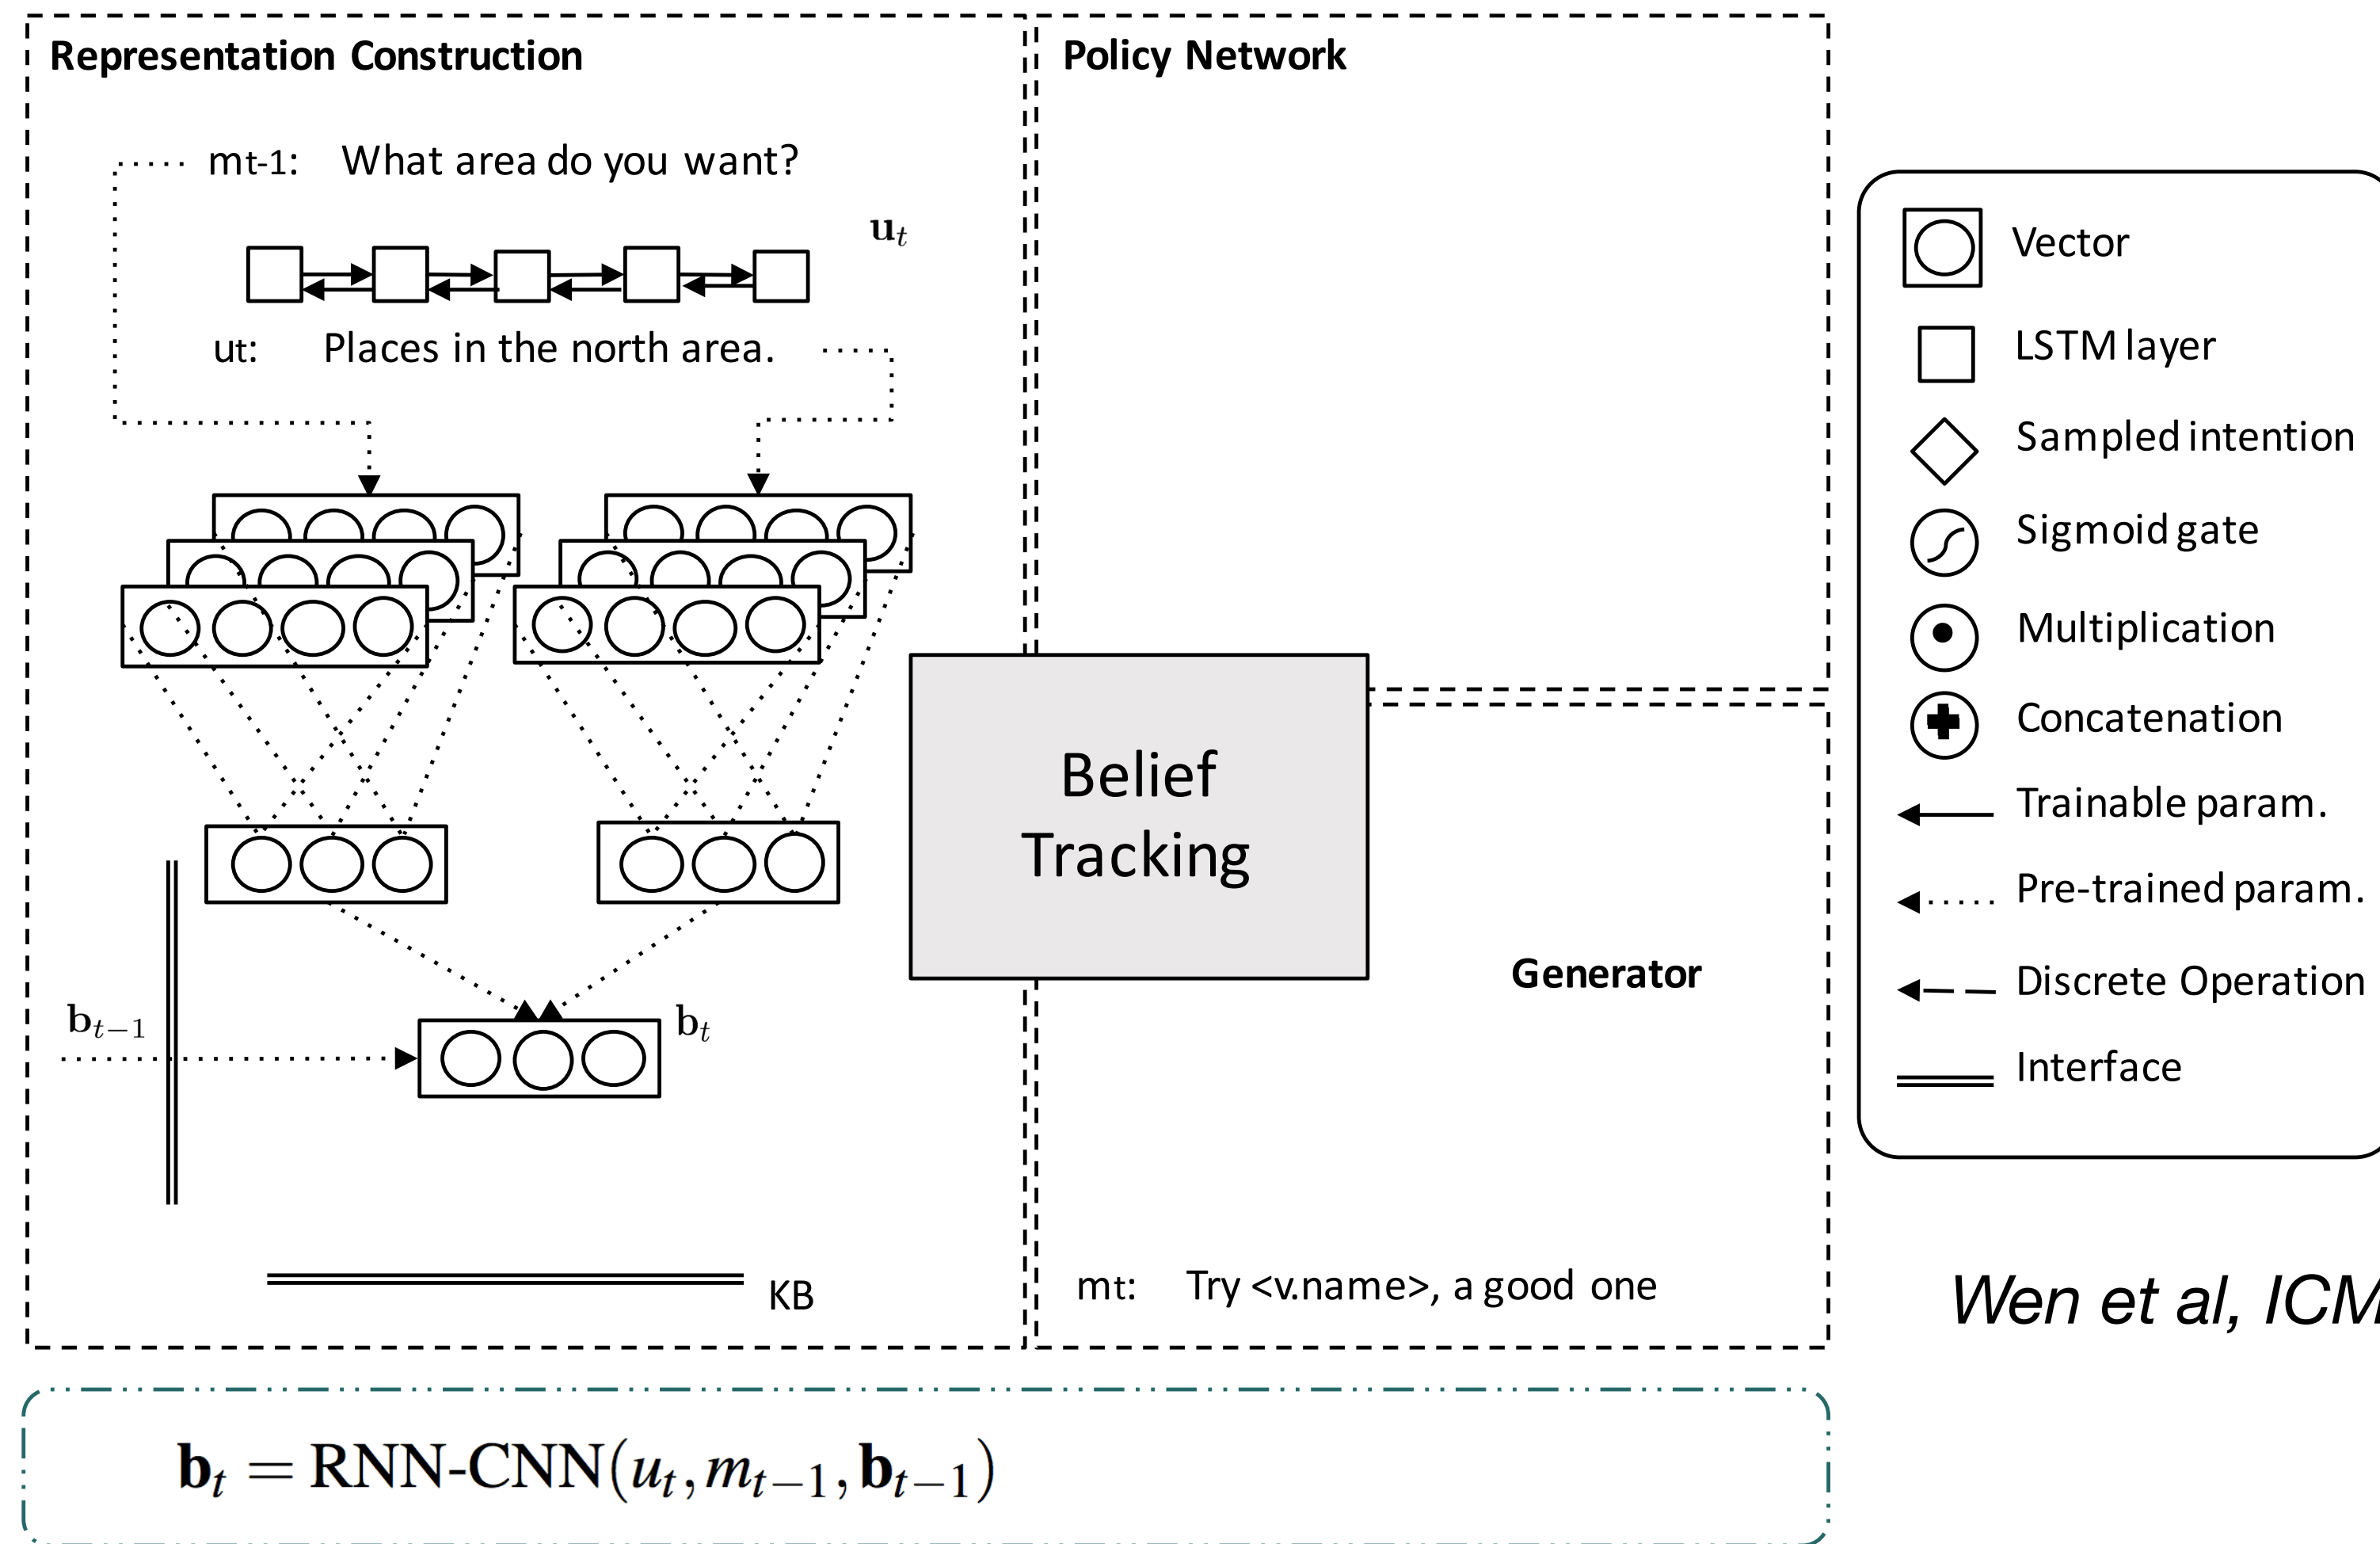 Representation Construction
Policy Network
mt-1: What area do you want?
𝐮ₜ
ut: Places in the north area.
Belief
Tracking
Generator
𝐛ₜ₋₁
𝐛ₜ
KB
mt: Try <v.name>, a good one
Vector
LSTM layer
Sampled intention
Sigmoid gate
Multiplication
Concatenation
Trainable param.
Pre-trained param.
Discrete Operation
Interface
Wen et al, ICM
𝐛ₜ = RNN-CNN(uₜ, mₜ₋₁, 𝐛ₜ₋₁)